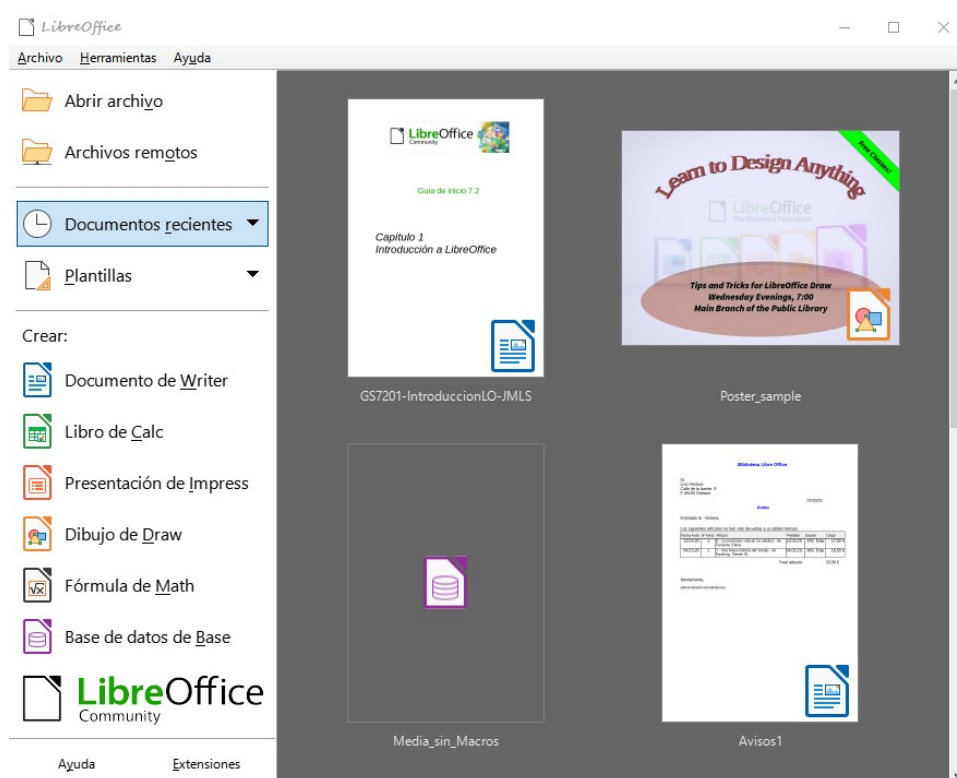 LibreOffice
Archivo Herramientas Ayuda
Abrir archivo
Archivos remotos
Documentos recientes
Plantillas
Crear:
Documento de Writer
Libro de Calc
Presentación de Impress
Dibujo de Draw
Fórmula de Math
Base de datos de Base
LibreOffice
Community
Ayuda Extensiones
LibreOffice
Community
Guía de inicio 7.2
Capítulo 1
Introducción a LibreOffice
GS7201-IntroduccionLO-JMLS
Free Classes!
Learn to Design Anything
LibreOffice
The Document Foundation
Tips and Tricks for LibreOffice Draw
Wednesday Evenings, 7:00
Main Branch of the Public Library
Poster_sample
Media_sin_Macros
Biblioteca Libre Office
Aviso
Total adeudo
Avisos1